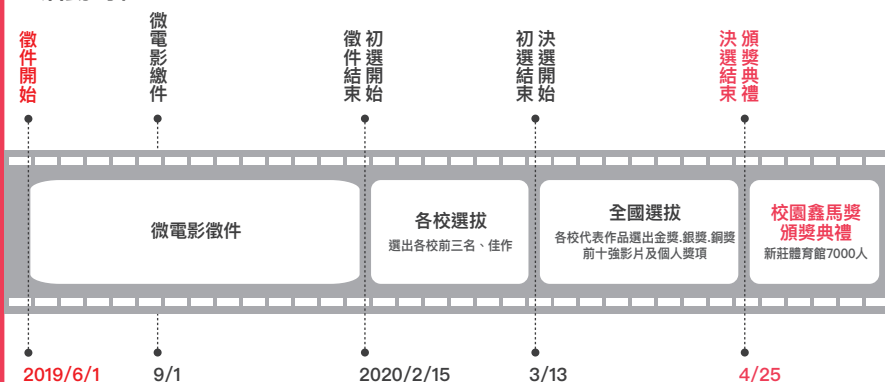 徵件開始
微電影繳件
徵件結束
初選開始
初選結束
決選開始
決選結束
頒獎典禮
微電影徵件
各校選拔
選出各校前三名、佳作
全國選拔
各校代表作品選出金獎.銀獎.銅獎
前十強影片及個人獎項
校園鑫馬獎
頒獎典禮
新莊體育館7000人
2019/6/1
9/1
2020/2/15
3/13
4/25